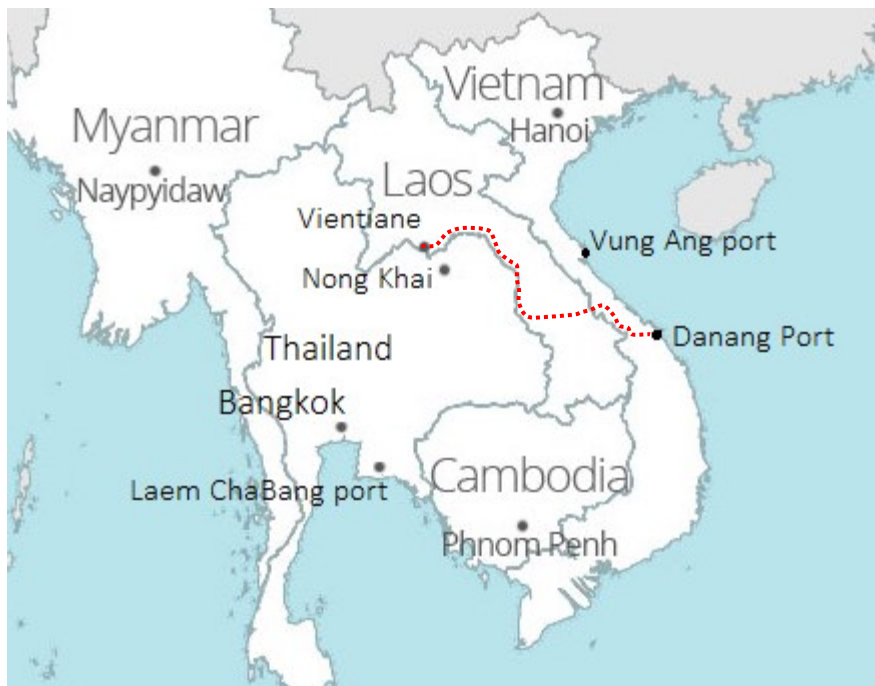 Vietnam
Hanoi
Myanmar
Naypyidaw
Laos
Vientiane
Vung Ang port
Nong Khai
Danang Port
Thailand
Bangkok
Laem ChaBang port
Cambodia
Phnom Penh